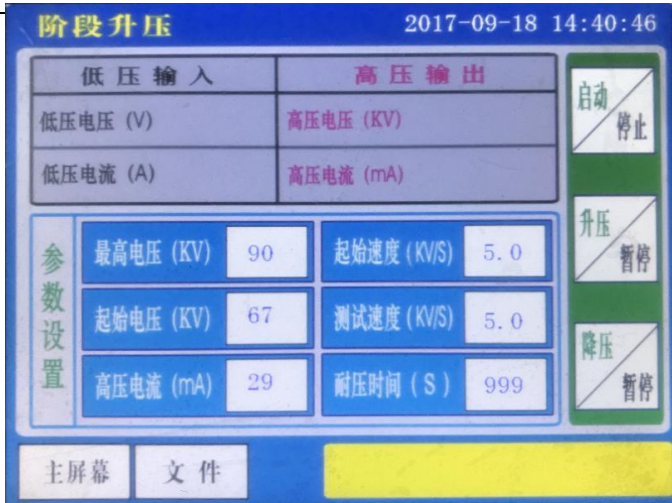 阶段升压 2017-09-18 14:40:46
低压输入 高压输出
低压电压 (V) 高压电压 (KV)
低压电流 (A) 高压电流 (mA)
启动/停止
升压/暂停
降压/暂停
参数设置
最高电压 (KV) 90 起始速度 (KV/S) 5.0
起始电压 (KV) 67 测试速度 (KV/S) 5.0
高压电流 (mA) 29 耐压时间 (S) 999
主屏幕 文件